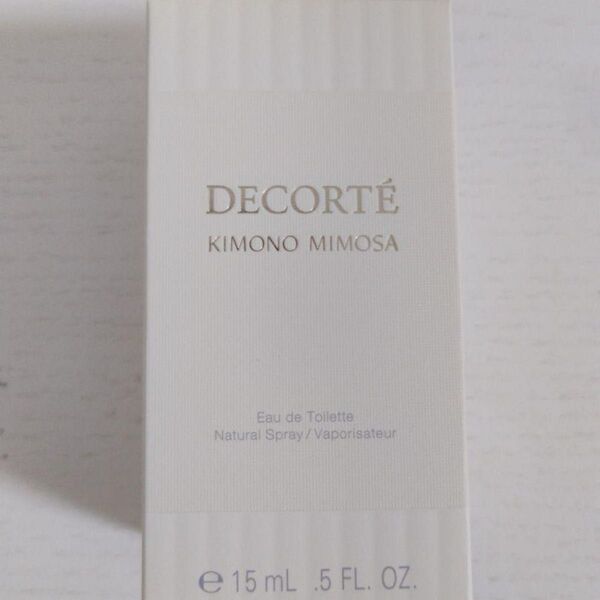 DECORTÉ
KIMONO MIMOSA
Eau de Toilette
Natural Spray/Vaporisateur
℮ 15 mL .5 FL. OZ.